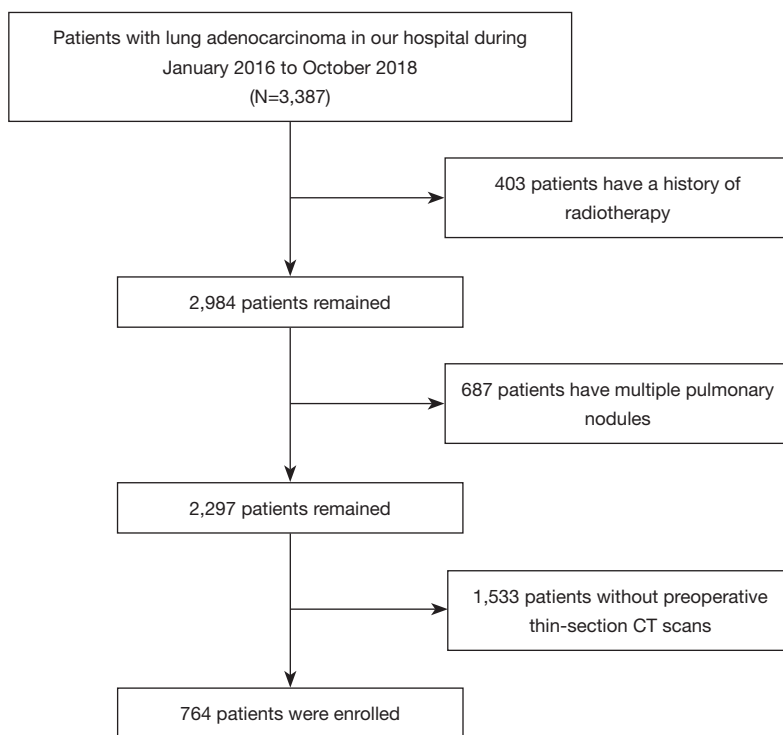 Patients with lung adenocarcinoma in our hospital during
January 2016 to October 2018
(N=3,387)
403 patients have a history of
radiotherapy
2,984 patients remained
687 patients have multiple pulmonary
nodules
2,297 patients remained
1,533 patients without preoperative
thin-section CT scans
764 patients were enrolled